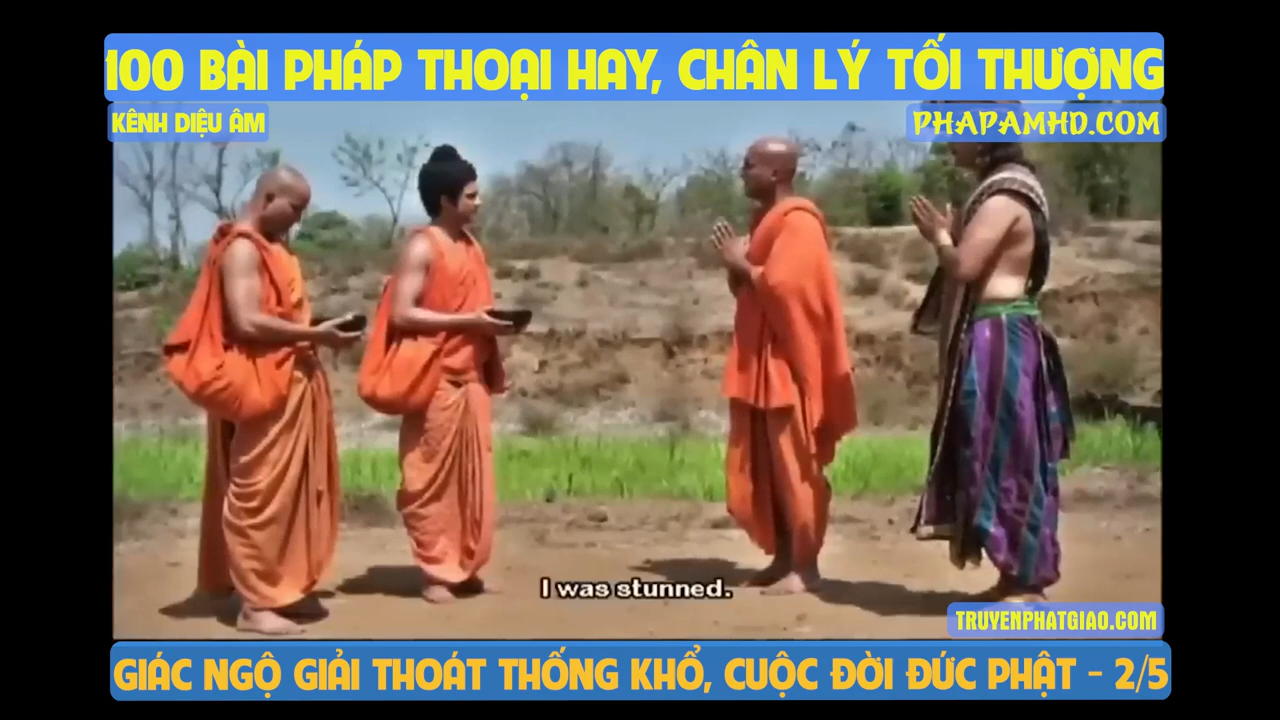 100 BÀI PHÁP THOẠI HAY, CHÂN LÝ TỐI THƯỢNG
KÊNH DIỆU ÂM
PHAPAMHD.COM
I was stunned.
TRUYENPHATGIAO.COM
GIÁC NGỘ GIẢI THOÁT THỐNG KHỔ, CUỘC ĐỜI ĐỨC PHẬT - 2/5